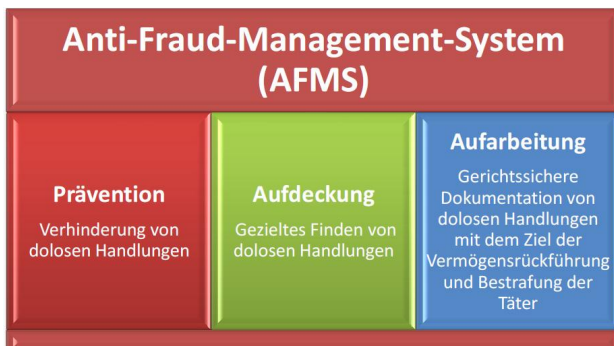 Anti-Fraud-Management-System
(AFMS)
Prävention
Verhinderung von
dolosen Handlungen
Aufdeckung
Gezieltes Finden von
dolosen Handlungen
Aufarbeitung
Gerichtssichere
Dokumentation von
dolosen Handlungen
mit dem Ziel der
Vermögensrückführung
und Bestrafung der
Täter